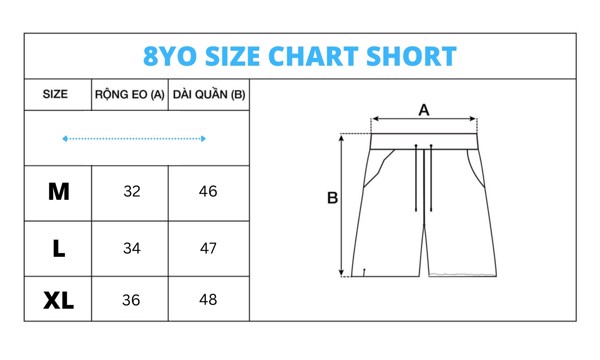 8YO SIZE CHART SHORT
SIZE RỘNG EO (A) DÀI QUẦN (B)
M 32 46
L 34 47
XL 36 48
A
B